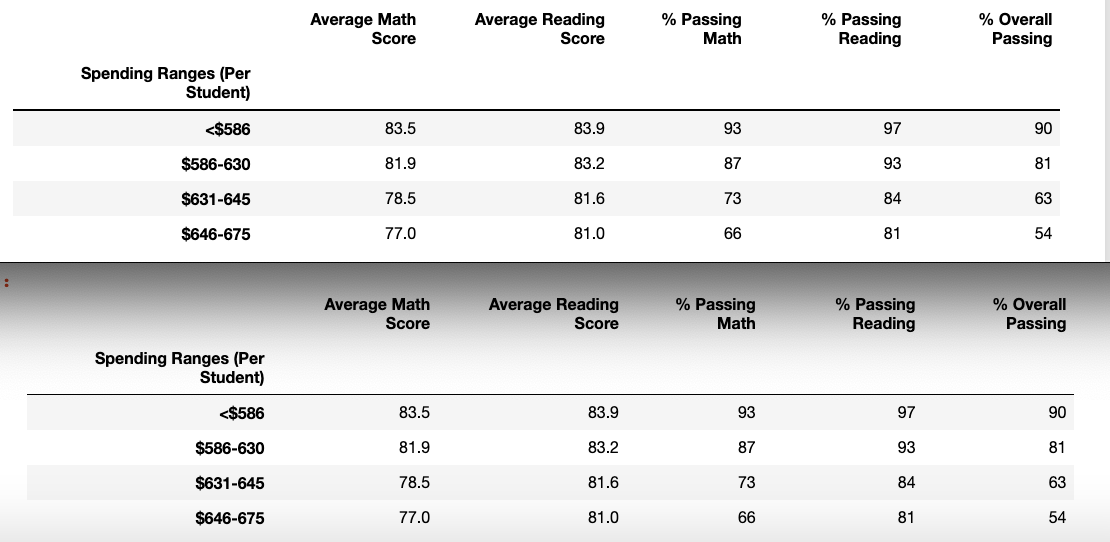 Average Math Average Reading % Passing % Passing % Overall
Score Score Math Reading Passing
Spending Ranges (Per
Student)
<$586 83.5 83.9 93 97 90
$586-630 81.9 83.2 87 93 81
$631-645 78.5 81.6 73 84 63
$646-675 77.0 81.0 66 81 54
:
Average Math Average Reading % Passing % Passing % Overall
Score Score Math Reading Passing
Spending Ranges (Per
Student)
<$586 83.5 83.9 93 97 90
$586-630 81.9 83.2 87 93 81
$631-645 78.5 81.6 73 84 63
$646-675 77.0 81.0 66 81 54